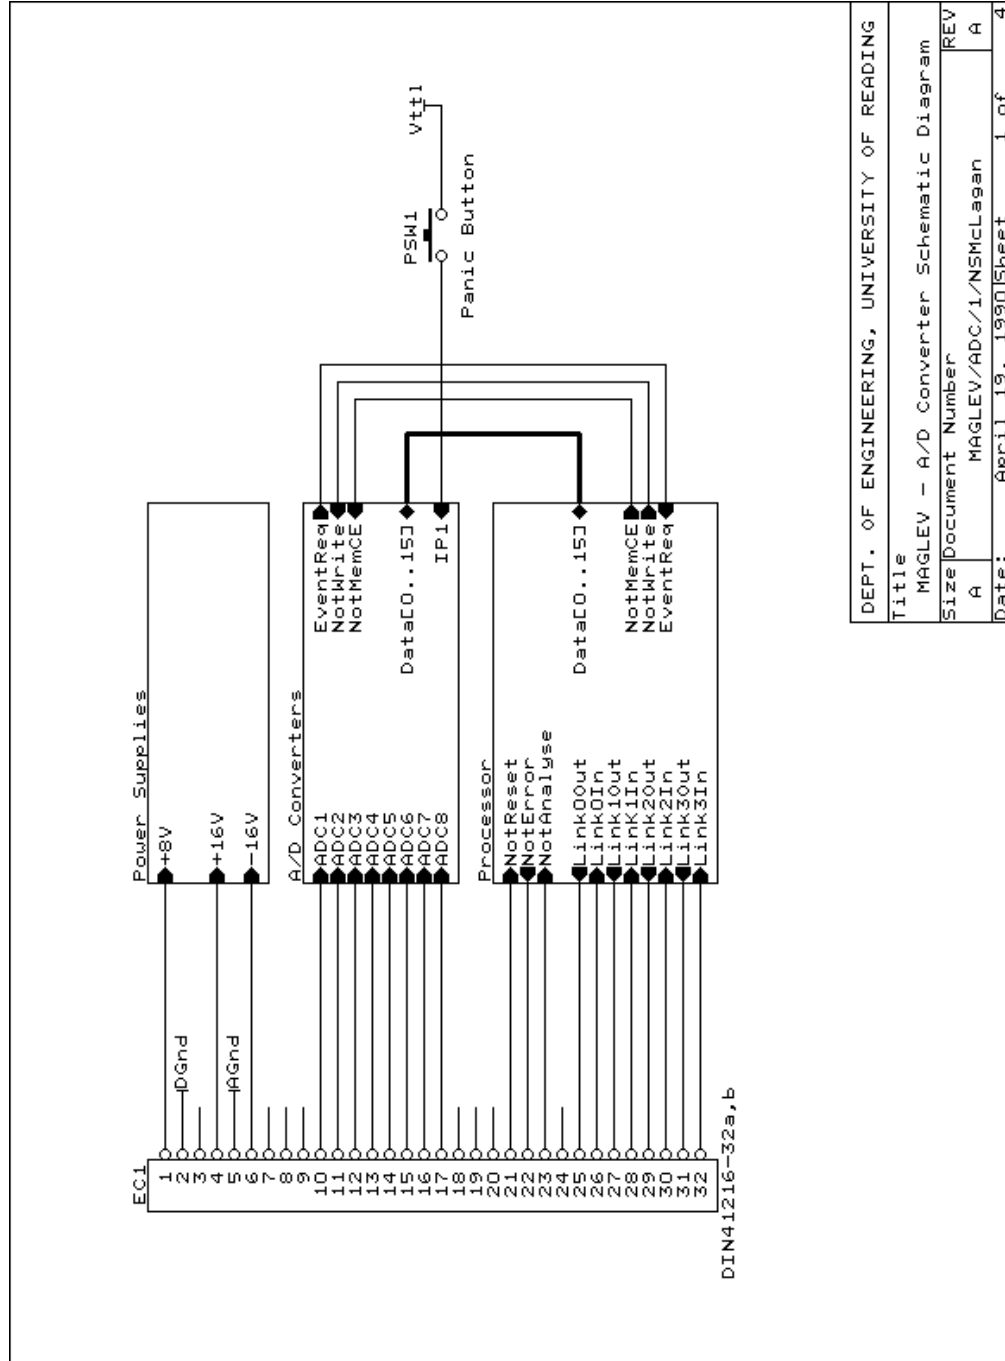 EC1
1
2
3
4
5
6
7
8
9
10
11
12
13
14
15
16
17
18
19
20
21
22
23
24
25
26
27
28
29
30
31
32
DIN41216-32a,b
DGnd
AGnd
Power Supplies
+8V
+16V
-16V
A/D Converters
ADC1
ADC2
ADC3
ADC4
ADC5
ADC6
ADC7
ADC8
EventReq
NotWrite
NotMemCE
Data[0..15]
IP1
Processor
NotReset
NotError
NotAnalyse
Link0Out
Link0In
Link1Out
Link1In
Link2Out
Link2In
Link3Out
Link3In
Data[0..15]
NotMemCE
NotWrite
EventReq
PSW1
Vtt1
Panic Button
DEPT. OF ENGINEERING, UNIVERSITY OF READING
Title
MAGLEV - A/D Converter Schematic Diagram
Size Document Number REV
A MAGLEV/ADC/1/NSMcLagan A
Date: April 19, 1990 Sheet 1 of 4